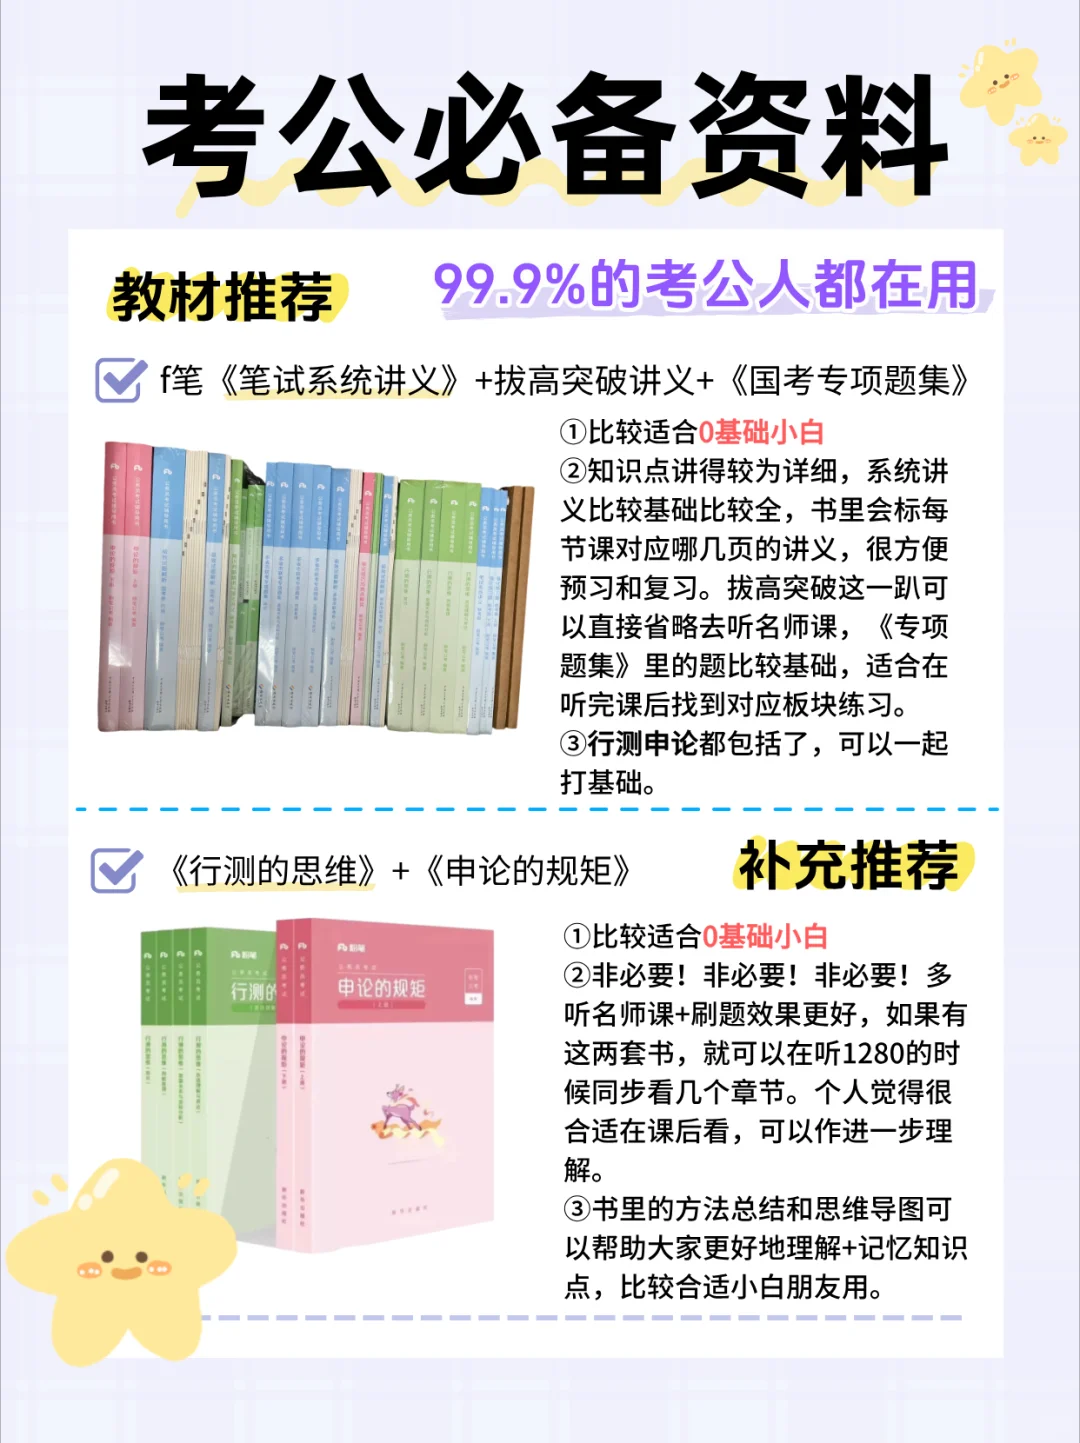 考公必备资料
教材推荐
99.9%的考公人都在用
f笔《笔试系统讲义》+拔高突破讲义+《国考专项题集》
①比较适合0基础小白
②知识点讲得较为详细，系统讲
义比较基础比较全，书里会标每
节课对应哪几页的讲义，很方便
预习和复习。拔高突破这一趴可
以直接省略去听名师课，《专项
题集》里的题比较基础，适合在
听完课后找到对应板块练习。
③行测申论都包括了，可以一起
打基础。
《行测的思维》+《申论的规矩》
补充推荐
粉笔
行测的
粉笔
申论的规矩
①比较适合0基础小白
②非必要！非必要！非必要！多
听名师课+刷题效果更好，如果有
这两套书，就可以在听1280的时
候同步看几个章节。个人觉得很
合适在课后看，可以作进一步理
解。
③书里的方法总结和思维导图可
以帮助大家更好地理解+记忆知识
点，比较合适小白朋友用。